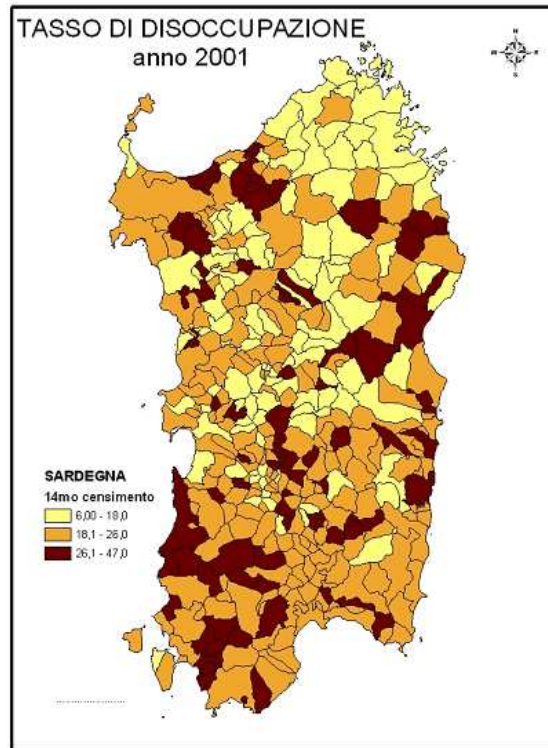 TASSO DI DISOCCUPAZIONE
anno 2001
N
W
E
S
SARDEGNA
14mo censimento
6,00 - 18,0
18,1 - 26,0
26,1 - 47,0